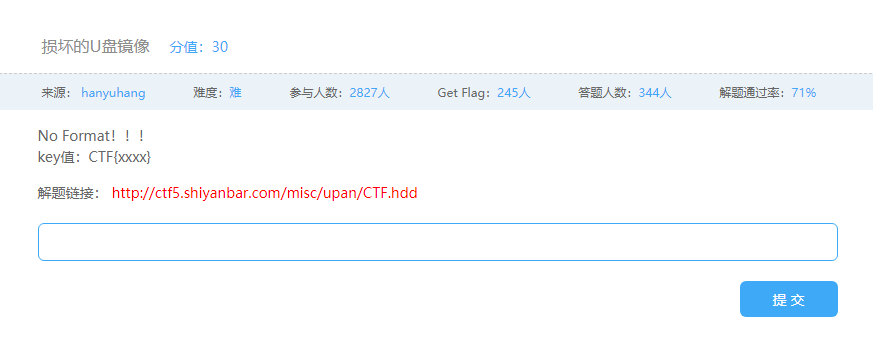 损坏的U盘镜像 分值：30
来源： hanyuhang 难度：难 参与人数：2827人 Get Flag：245人 答题人数：344人 解题通过率：71%
No Format！！！
key值：CTF{xxxx}
解题链接： http://ctf5.shiyanbar.com/misc/upan/CTF.hdd
提 交